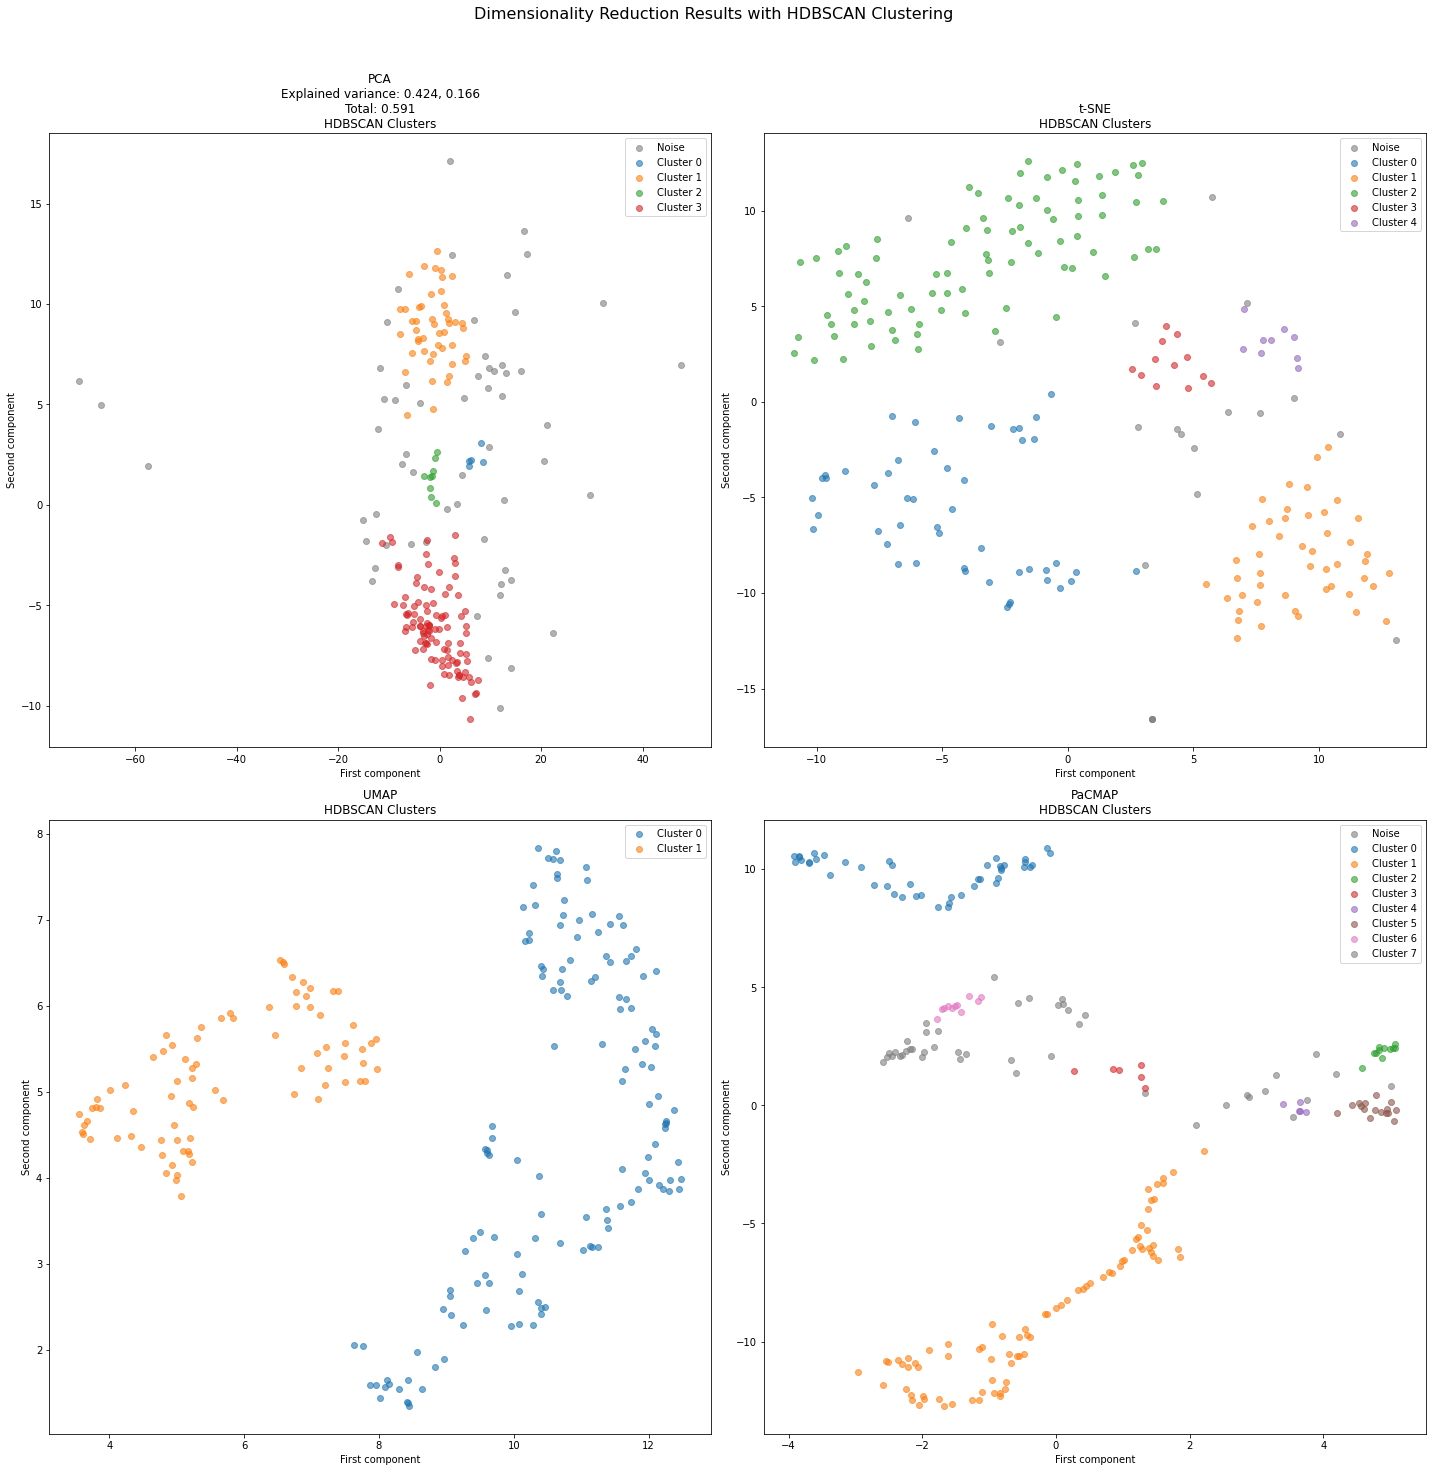 Dimensionality Reduction Results with HDBSCAN Clustering
PCA
Explained variance: 0.424, 0.166
Total: 0.591
HDBSCAN Clusters
Noise
Cluster 0
Cluster 1
Cluster 2
Cluster 3
Second component
15
10
5
0
−5
−10
−60
−40
−20
0
20
40
First component
t-SNE
HDBSCAN Clusters
Noise
Cluster 0
Cluster 1
Cluster 2
Cluster 3
Cluster 4
Second component
10
5
0
−5
−10
−15
−10
−5
0
5
10
First component
UMAP
HDBSCAN Clusters
Cluster 0
Cluster 1
Second component
8
7
6
5
4
3
2
4
6
8
10
12
First component
PaCMAP
HDBSCAN Clusters
Noise
Cluster 0
Cluster 1
Cluster 2
Cluster 3
Cluster 4
Cluster 5
Cluster 6
Cluster 7
Second component
10
5
0
−5
−10
−4
−2
0
2
4
First component